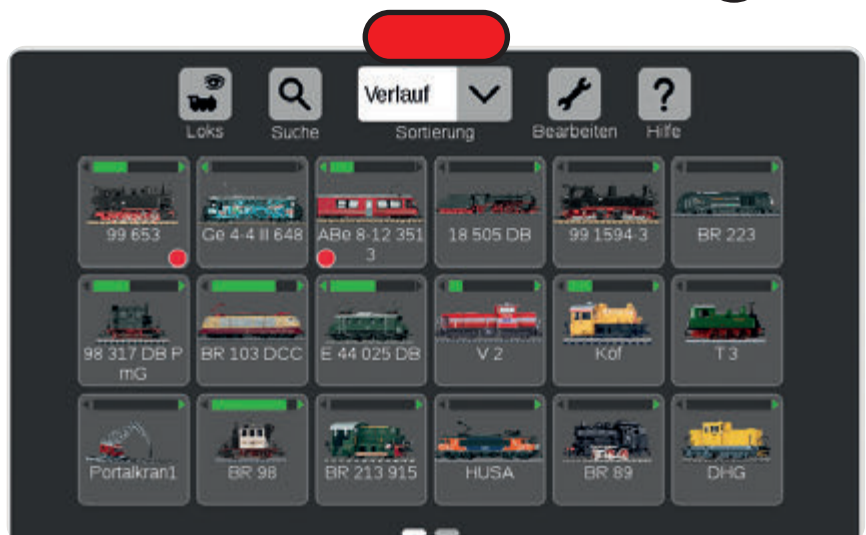 Verlauf
Loks Suche Sortierung Bearbeiten Hilfe
?
99 653 Ge 4-4 III 648 ABe 8-12 351 18 505 DB 99 1594-3 BR 223
3
98 317 DB P BR 103 DCC E 44 025 DB V 2 Köf T 3
mG
Portalkran1 BR 98 BR 213 915 HUSA BR 89 DHG